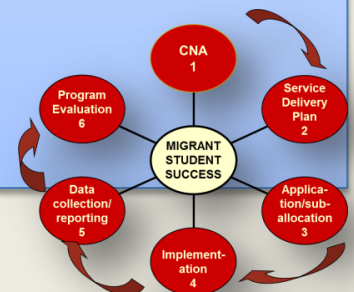 CNA
1
Service
Delivery
Plan
2
Applica-
tion/sub-
allocation
3
Implement-
ation
4
Data
collection/
reporting
5
Program
Evaluation
6
MIGRANT
STUDENT
SUCCESS